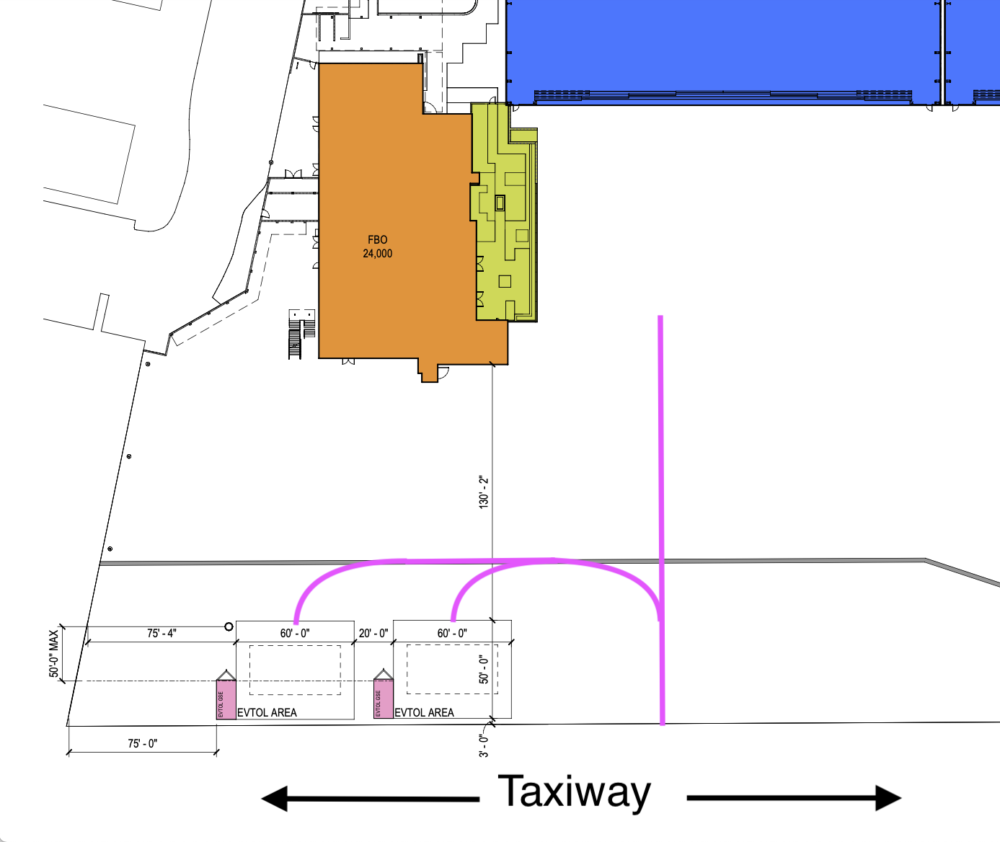 FBO
24,000
130' - 2"
75' - 4"
60' - 0"
20' - 0"
60' - 0"
50'-0" MAX
50' - 0"
EVTOL GSE
EVTOL AREA
EVTOL GSE
EVTOL AREA
75' - 0"
3' - 0"
Taxiway